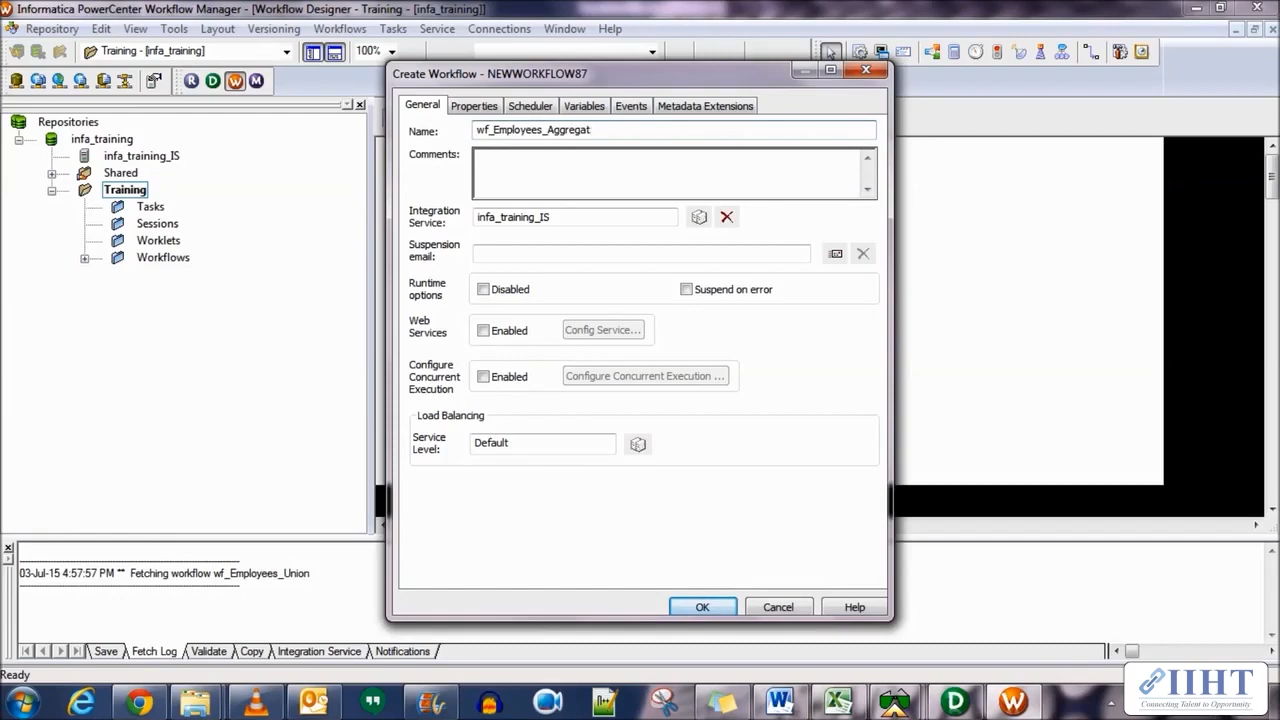 Informatica PowerCenter Workflow Manager - [Workflow Designer - Training - [infa_training]]
Repository Edit View Tools Layout Versioning Workflows Tasks Service Connections Window Help
Training - [infa_training]
100%
R D W M
Create Workflow - NEWWORKFLOW87
General Properties Scheduler Variables Events Metadata Extensions
Name: wf_Employees_Aggregat
Comments:
Integration Service: infa_training_IS
Suspension email:
Runtime options Disabled Suspend on error
Web Services Enabled Config Service...
Configure Concurrent Execution Enabled Configure Concurrent Execution ...
Load Balancing
Service Level: Default
OK Cancel Help
Repositories
infa_training
infa_training_IS
Shared
Training
Tasks
Sessions
Worklets
Workflows
03-Jul-15 4:57:57 PM ** Fetching workflow wf_Employees_Union
Save Fetch Log Validate Copy Integration Service Notifications
Ready
IIHT
Connecting Talent to Opportunity